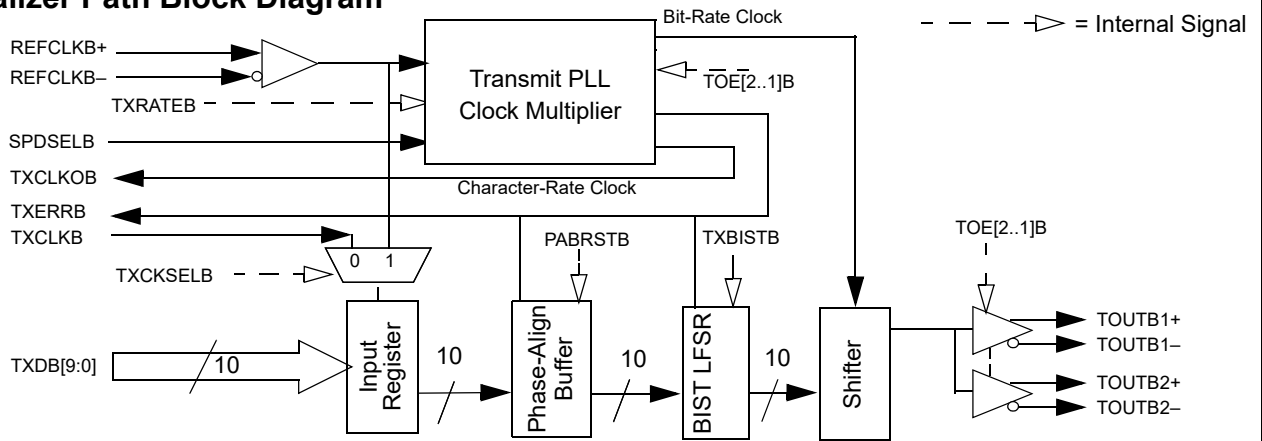 alizer Path Block Diagram
= Internal Signal
Bit-Rate Clock
REFCLKB+
REFCLKB–
TXRATEB
SPDSELB
TXCLKOB
TXERRB
TXCLKB
TXCKSELB
TXDB[9:0]
Transmit PLL
Clock Multiplier
TOE[2..1]B
Character-Rate Clock
0 1
PABRSTB
TXBISTB
TOE[2..1]B
10
Input
Register
10
Phase-Align
Buffer
10
BIST LFSR
10
Shifter
TOUTB1+
TOUTB1–
TOUTB2+
TOUTB2–